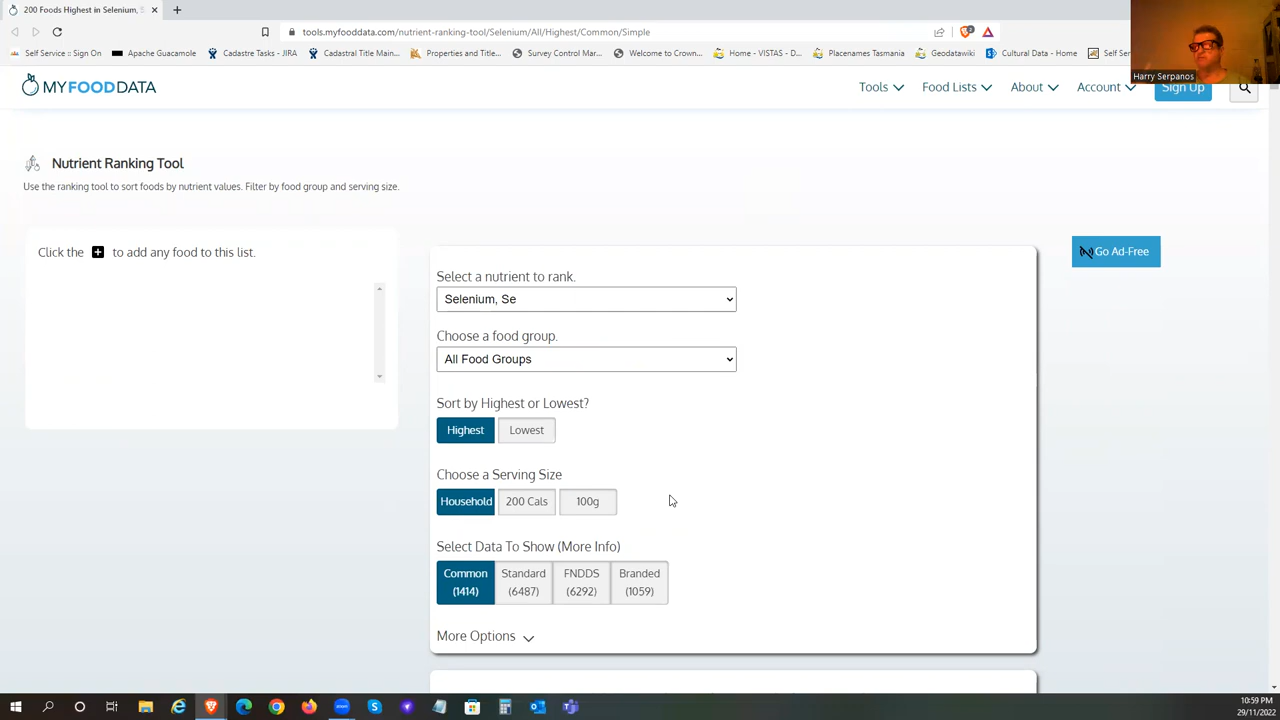 200 Foods Highest in Selenium, S
tools.myfooddata.com/nutrient-ranking-tool/Selenium/All/Highest/Common/Simple
Self Service :: Sign On
Apache Guacamole
Cadastre Tasks - JIRA
Cadastral Title Main...
Properties and Title...
Survey Control Mar...
Welcome to Crown...
Home - VISTAS - D...
Placenames Tasmania
Geodatawiki
Cultural Data - Home
Self Ser
Harry Serpanos
MYFOODDATA
Tools
Food Lists
About
Account
Sign Up
Nutrient Ranking Tool
Use the ranking tool to sort foods by nutrient values. Filter by food group and serving size.
Click the + to add any food to this list.
Go Ad-Free
Select a nutrient to rank.
Selenium, Se
Choose a food group.
All Food Groups
Sort by Highest or Lowest?
Highest
Lowest
Choose a Serving Size
Household
200 Cals
100g
Select Data To Show (More Info)
Common (1414)
Standard (6487)
FNDDS (6292)
Branded (1059)
More Options
10:59 PM
29/11/2022